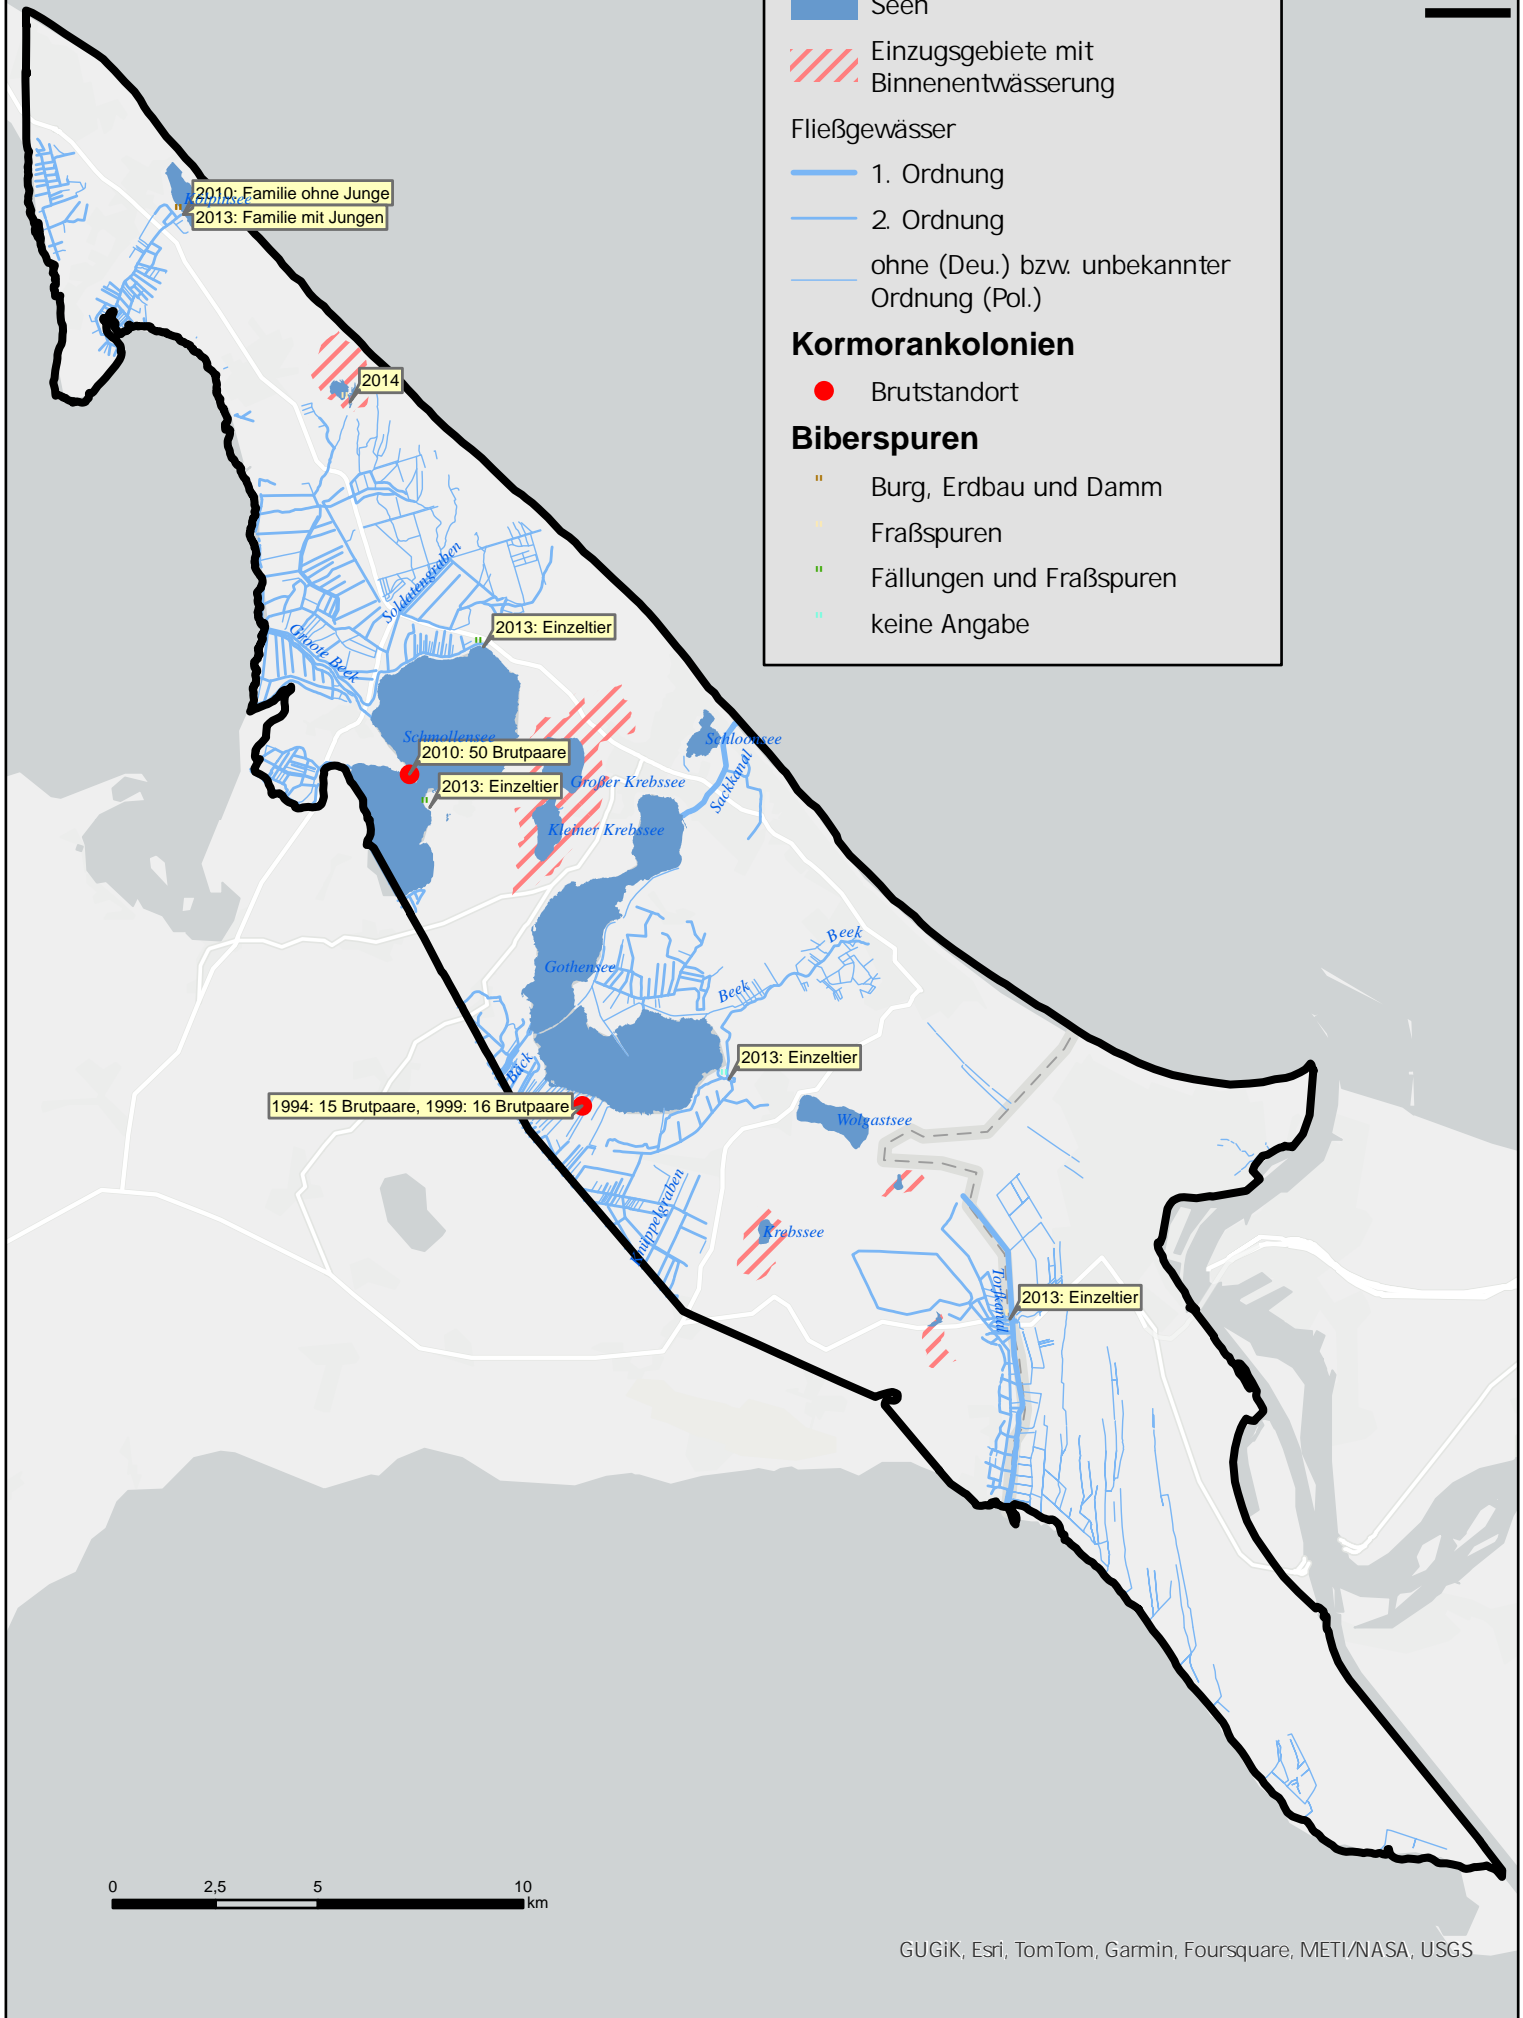 Seen
Einzugsgebiete mit
Binnenentwässerung
Fließgewässer
1. Ordnung
2. Ordnung
ohne (Deu.) bzw. unbekannter
Ordnung (Pol.)
Kormorankolonien
Brutstandort
Biberspuren
" Burg, Erdbau und Damm
" Fraßspuren
" Fällungen und Fraßspuren
" keine Angabe
2010: Familie ohne Junge
Kölpinsee
2013: Familie mit Jungen
2014
Soldatengraben
2013: Einzeltier
Groote Beek
Schmollensee
Schloonsee
2010: 50 Brutpaare
Großer Krebssee
2013: Einzeltier
Sackkanal
Kleiner Krebssee
Beek
Gothensee
Beek
2013: Einzeltier
Bäck
1994: 15 Brutpaare, 1999: 16 Brutpaare
Wolgastsee
Knüppelgraben
Krebssee
Torfkanal
2013: Einzeltier
0 2,5 5 10
km
GUGiK, Esri, TomTom, Garmin, Foursquare, METI/NASA, USGS